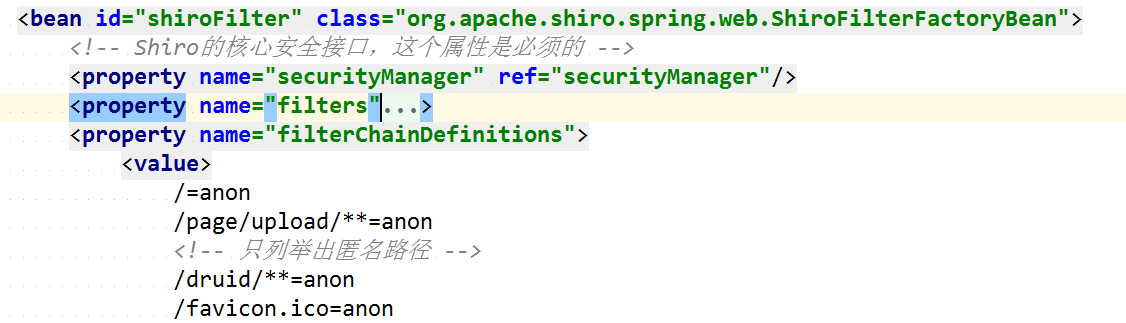 <bean id="shiroFilter" class="org.apache.shiro.spring.web.ShiroFilterFactoryBean">
<!-- Shiro的核心安全接口，这个属性是必须的 -->
<property name="securityManager" ref="securityManager"/>
<property name="filters"...>
<property name="filterChainDefinitions">
<value>
/=anon
/page/upload/**=anon
<!-- 只列举出匿名路径 -->
/druid/**=anon
/favicon.ico=anon